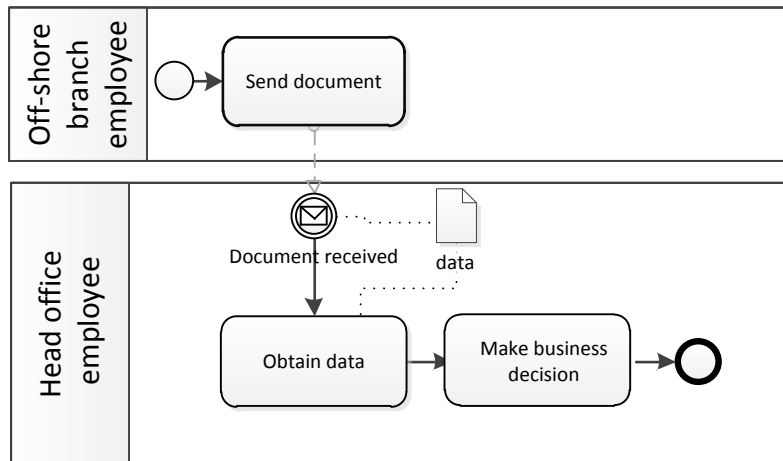 Off-shore
branch
employee
Send document
Document received
data
Head office
employee
Obtain data
Make business
decision